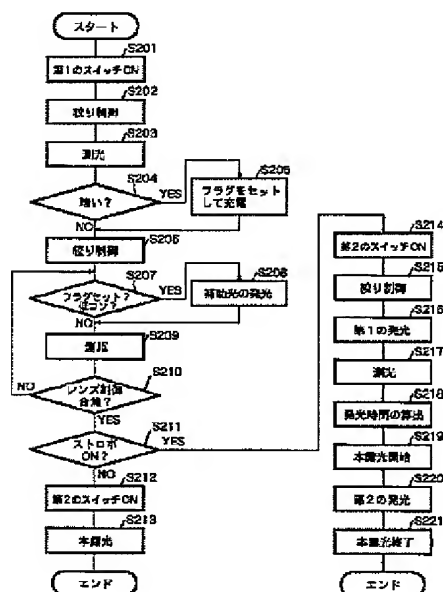 スタート
S201
第1のスイッチON
S202
絞り制御
S203
測光
S204
暗い?
YES
S205
フラグをセット
して充電
NO
S206
絞り制御
S207
フラグセット?
低コン?
YES
S208
補助光の発光
NO
S209
測距
S210
レンズ制御
合焦?
NO
YES
S211
ストロボ
ON?
YES
NO
S212
第2のスイッチON
S213
本露光
エンド
S214
第2のスイッチON
S215
絞り制御
S216
第1の発光
S217
測光
S218
発光時間の算出
S219
本露光開始
S220
第2の発光
S221
本露光終了
エンド